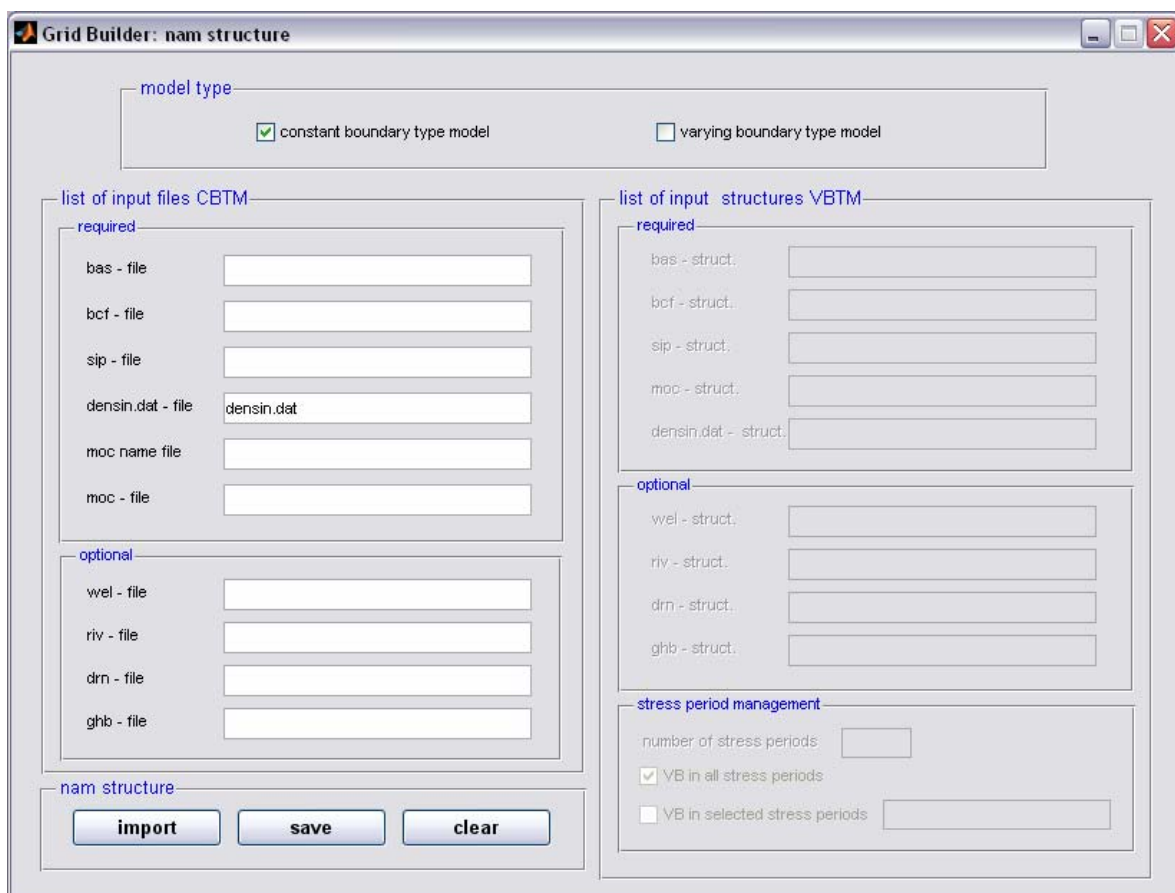 Grid Builder: nam structure
model type
constant boundary type model
varying boundary type model
list of input files CBTM
required
bas - file
bcf - file
sip - file
densin.dat - file densin.dat
moc name file
moc - file
optional
wel - file
riv - file
drn - file
ghb - file
nam structure
import save clear
list of input structures VBTM
required
bas - struct.
bcf - struct.
sip - struct.
moc - struct.
densin.dat - struct.
optional
wel - struct.
riv - struct.
drn - struct.
ghb - struct.
stress period management
number of stress periods
VB in all stress periods
VB in selected stress periods